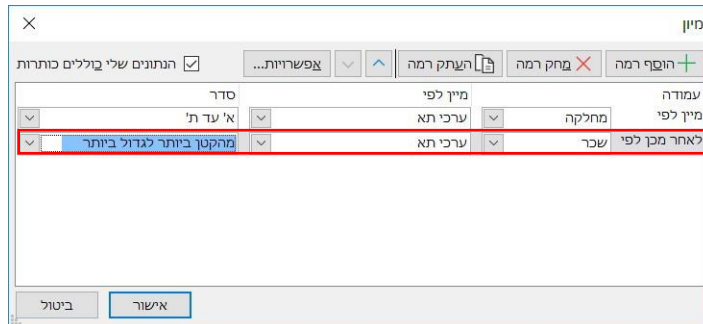 מיון
הוסף רמה מחק רמה העתק רמה אפשרויות... הנתונים שלי כוללים כותרות
עמודה מיין לפי סדר
מיין לפי מחלקה ערכי תא א' עד ת'
לאחר מכן לפי שכר ערכי תא מהקטן ביותר לגדול ביותר
אישור ביטול